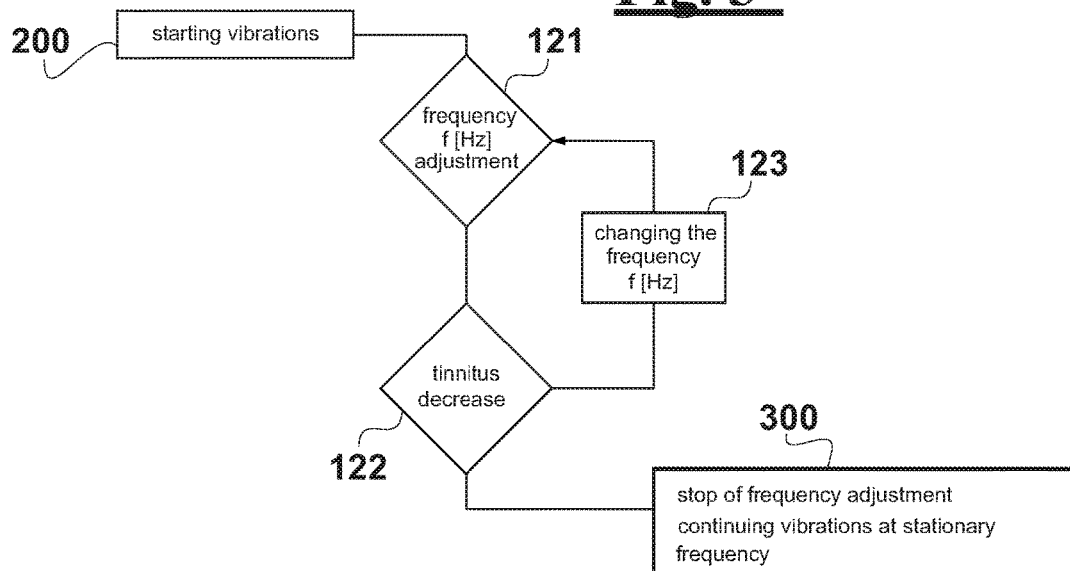 200
starting vibrations
121
frequency
f [Hz]
adjustment
123
changing the
frequency
f [Hz]
tinnitus
decrease
122
300
stop of frequency adjustment
continuing vibrations at stationary
frequency